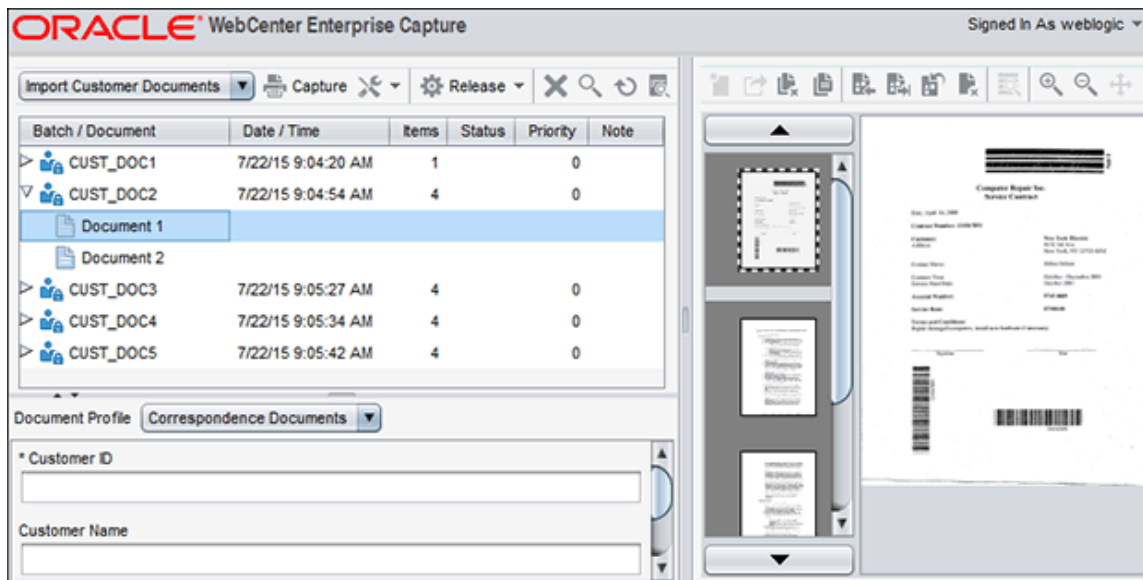 ORACLE® WebCenter Enterprise Capture
Signed In As weblogic
Import Customer Documents
Capture
Release
Batch / Document Date / Time Items Status Priority Note
CUST_DOC1 7/22/15 9:04:20 AM 1 0
CUST_DOC2 7/22/15 9:04:54 AM 4 0
Document 1
Document 2
CUST_DOC3 7/22/15 9:05:27 AM 4 0
CUST_DOC4 7/22/15 9:05:34 AM 4 0
CUST_DOC5 7/22/15 9:05:42 AM 4 0
Document Profile Correspondence Documents
* Customer ID
Customer Name
Computer Repair Inc.
Service Contract